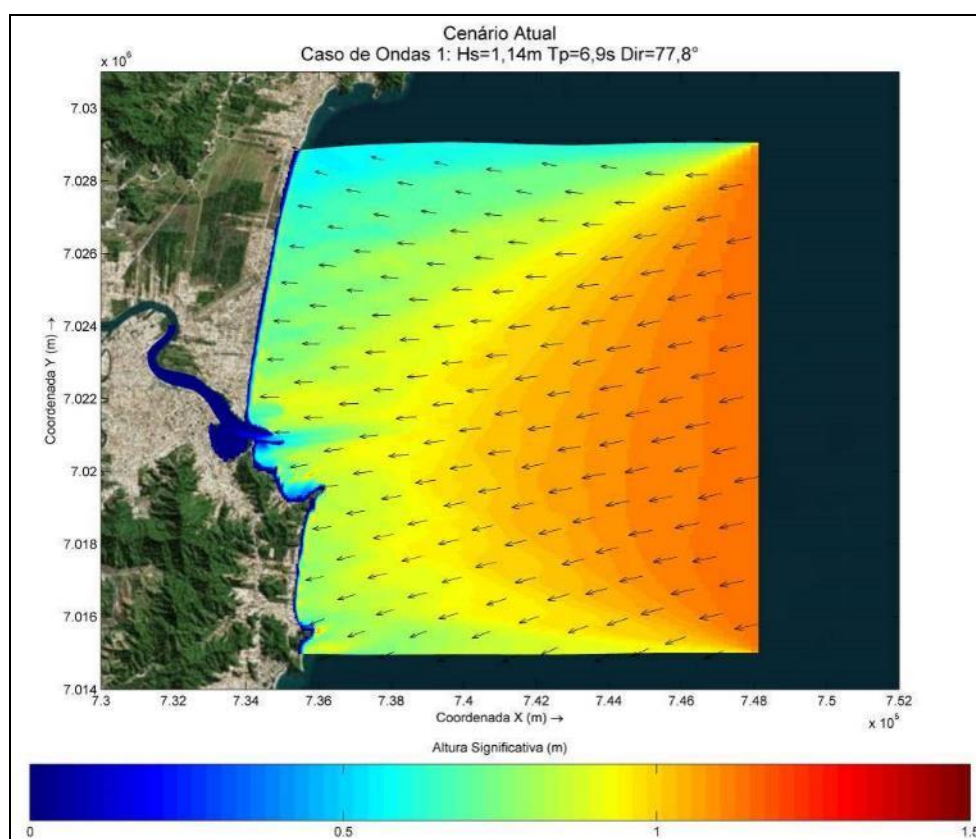 Cenário Atual
Caso de Ondas 1: Hs=1,14m Tp=6,9s Dir=77,8°
x 10⁶
7.03
7.028
7.026
7.024
7.022
7.02
7.018
7.016
7.014
Coordenada Y (m) →
7.3 7.32 7.34 7.36 7.38 7.4 7.42 7.44 7.46 7.48 7.5 7.52
Coordenada X (m) →
x 10⁵
Altura Significativa (m)
0 0.5 1 1.5